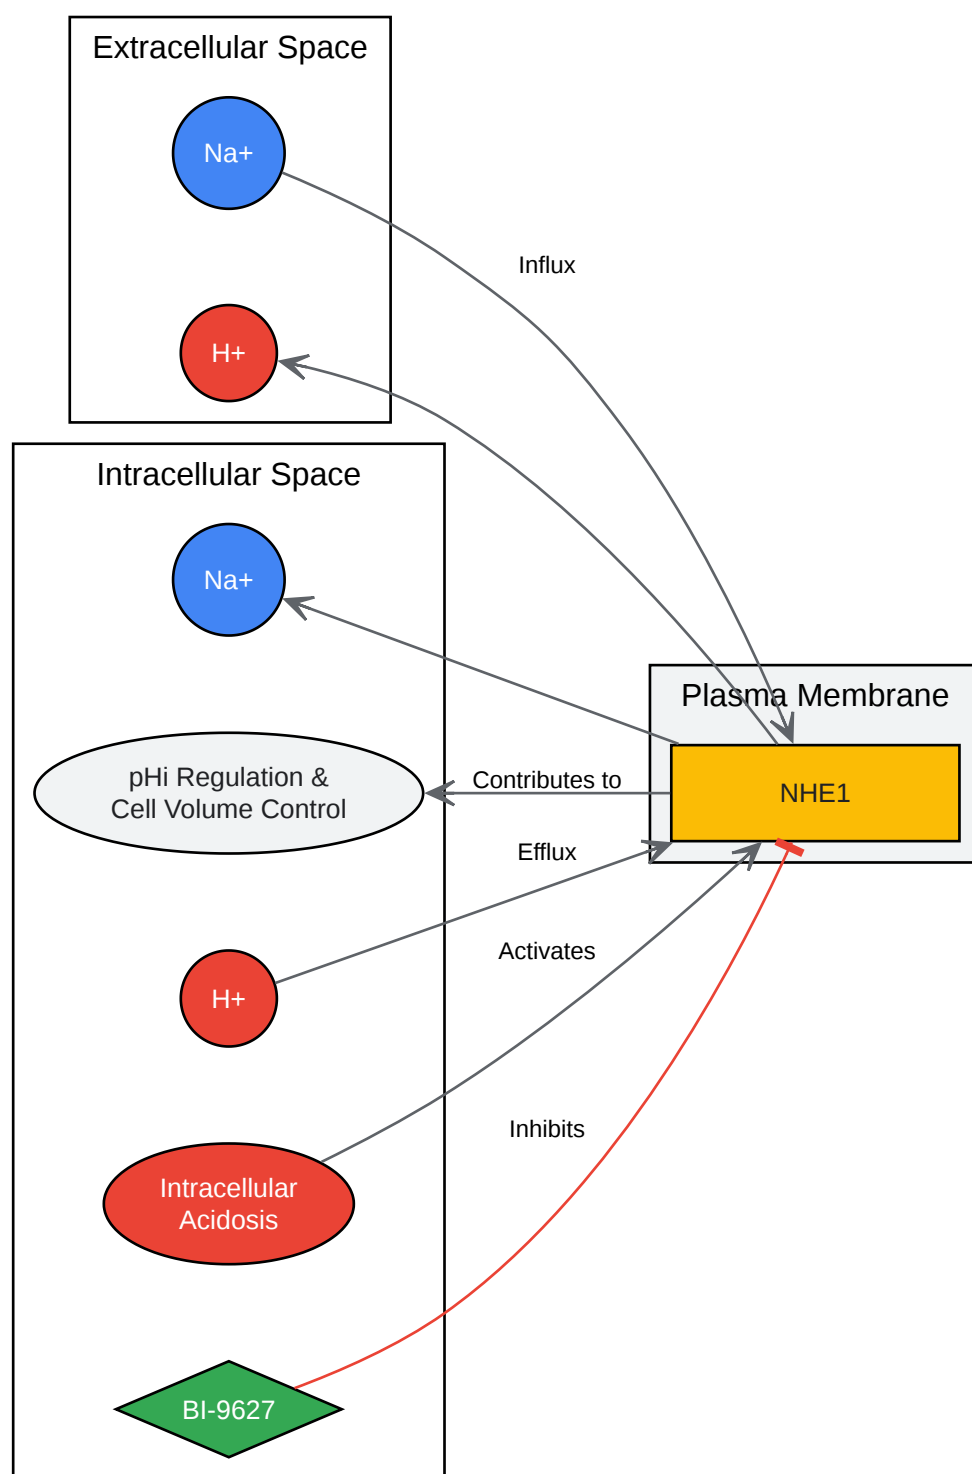 Extracellular Space
Na+
Influx
H+
Intracellular Space
Na+
Plasma Membrane
pHi Regulation &
Cell Volume Control
Contributes to
NHE1
Efflux
Activates
H+
Inhibits
Intracellular
Acidosis
BI-9627